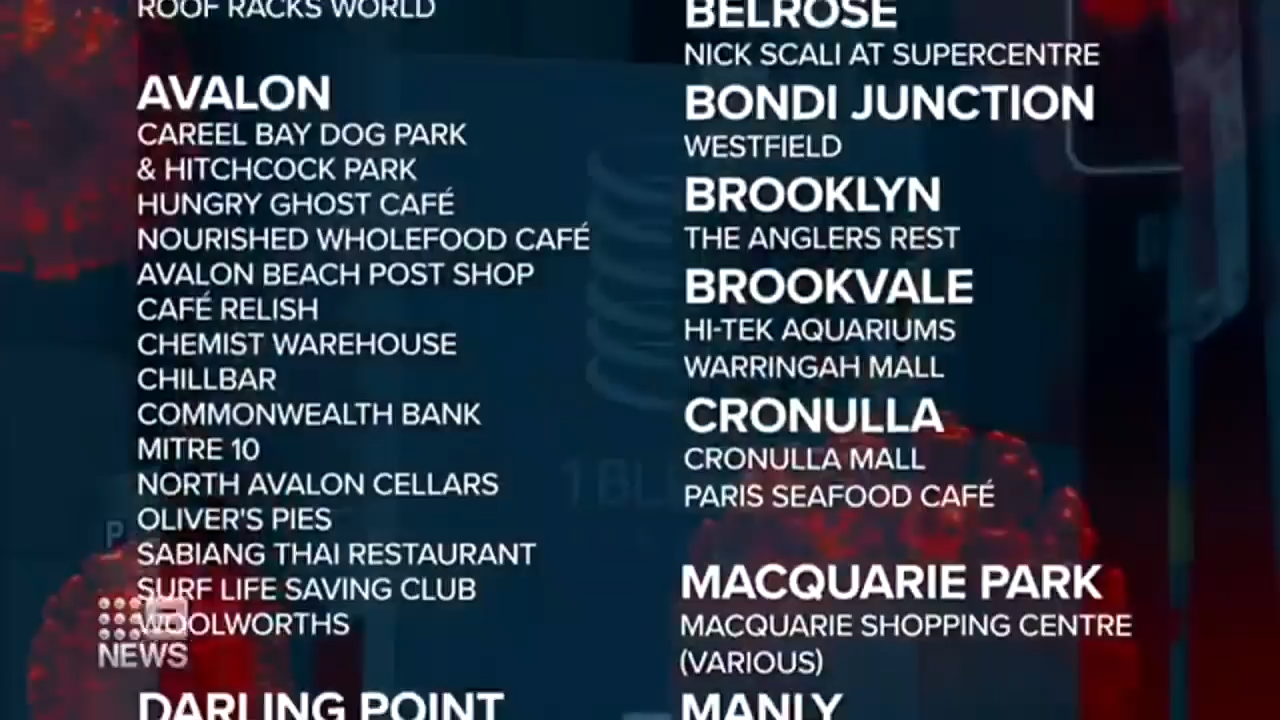 ROOF RACKS WORLD
AVALON
CAREEL BAY DOG PARK
& HITCHCOCK PARK
HUNGRY GHOST CAFÉ
NOURISHED WHOLEFOOD CAFÉ
AVALON BEACH POST SHOP
CAFÉ RELISH
CHEMIST WAREHOUSE
CHILLBAR
COMMONWEALTH BANK
MITRE 10
NORTH AVALON CELLARS
OLIVER'S PIES
SABIANG THAI RESTAURANT
SURF LIFE SAVING CLUB
WOOLWORTHS
DARLING POINT
BELROSE
NICK SCALI AT SUPERCENTRE
BONDI JUNCTION
WESTFIELD
BROOKLYN
THE ANGLERS REST
BROOKVALE
HI-TEK AQUARIUMS
WARRINGAH MALL
CRONULLA
CRONULLA MALL
PARIS SEAFOOD CAFÉ
MACQUARIE PARK
MACQUARIE SHOPPING CENTRE
(VARIOUS)
MANLY
9 NEWS